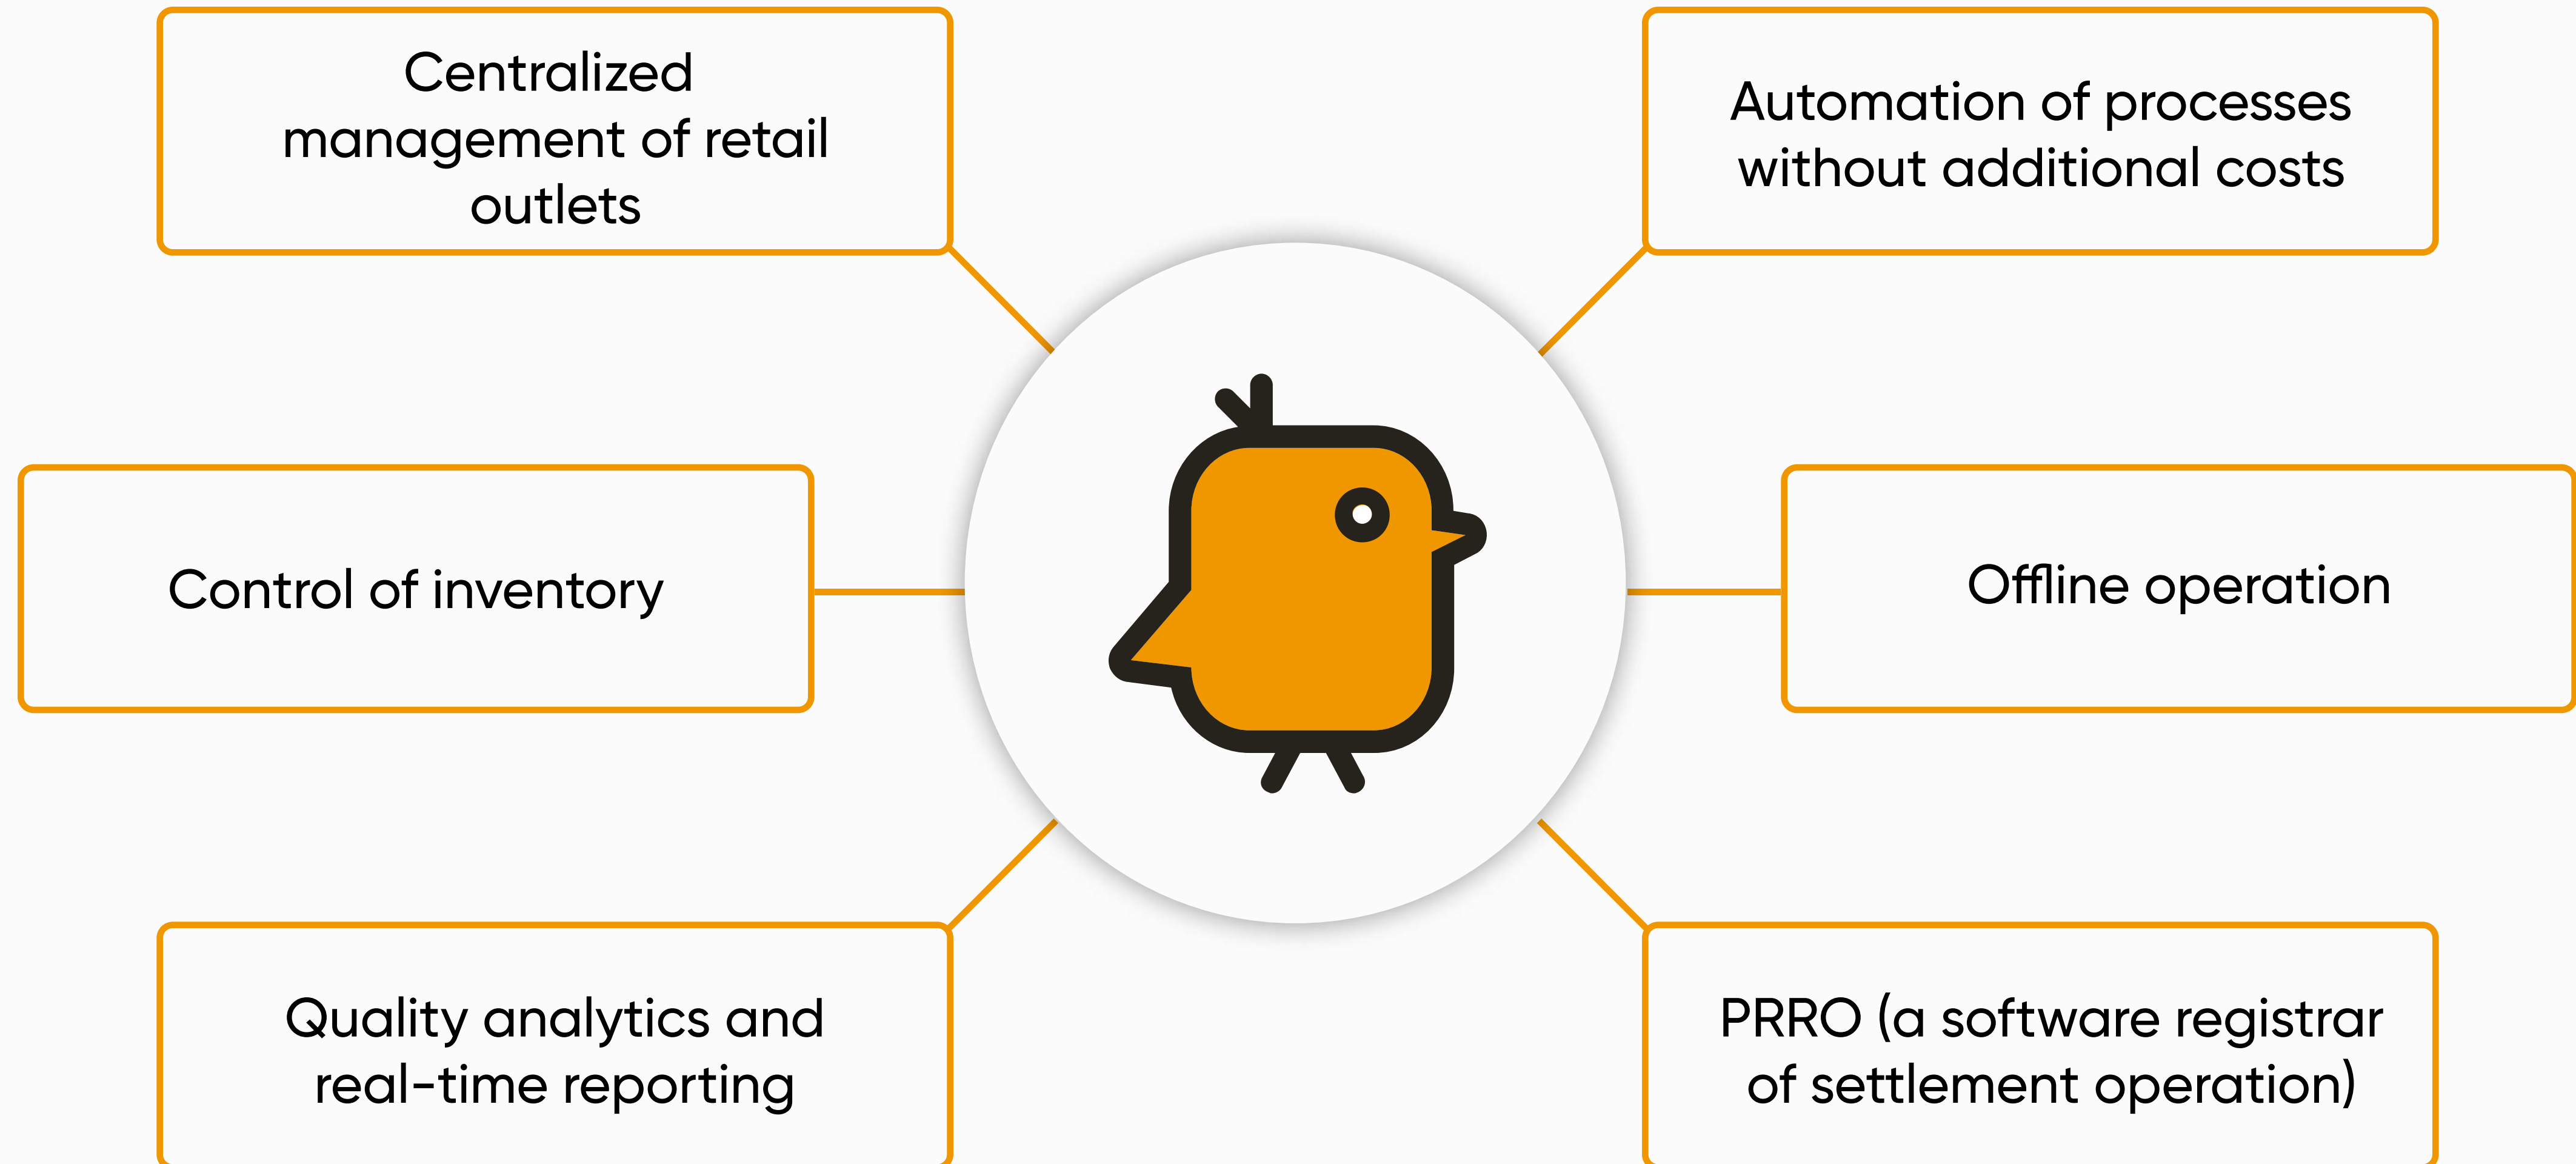 Centralized
management of retail
outlets
Automation of processes
without additional costs
Control of inventory
Offline operation
Quality analytics and
real-time reporting
PRRO (a software registrar
of settlement operation)